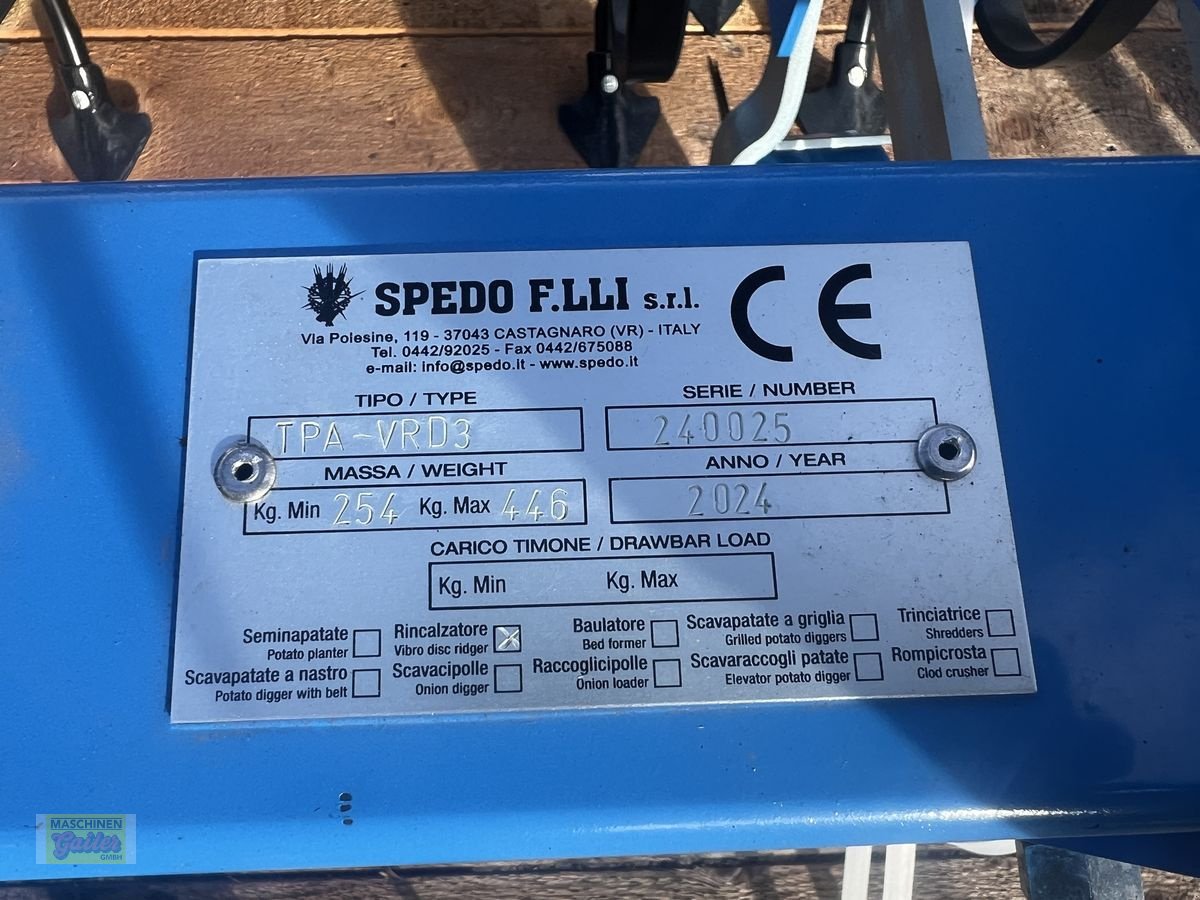 SPEDO F.LLI s.r.l.
Via Polesine, 119 - 37043 CASTAGNARO (VR) - ITALY
Tel. 0442/92025 - Fax 0442/675088
e-mail: info@spedo.it - www.spedo.it
CE
TIPO / TYPE
TPA-VRD3
SERIE / NUMBER
240025
MASSA / WEIGHT
Kg. Min 254 Kg. Max 446
ANNO / YEAR
2024
CARICO TIMONE / DRAWBAR LOAD
Kg. Min Kg. Max
Seminapatate
Potato planter
Rincalzatore
Vibro disc ridger
X
Baulatore
Bed former
Scavapatate a griglia
Grilled potato diggers
Trinciatrice
Shredders
Scavapatate a nastro
Potato digger with belt
Scavacipolle
Onion digger
Raccoglicipolle
Onion loader
Scavaraccogli patate
Elevator potato digger
Rompicrosta
Clod crusher
MASCHINEN
Gailer
GMBH